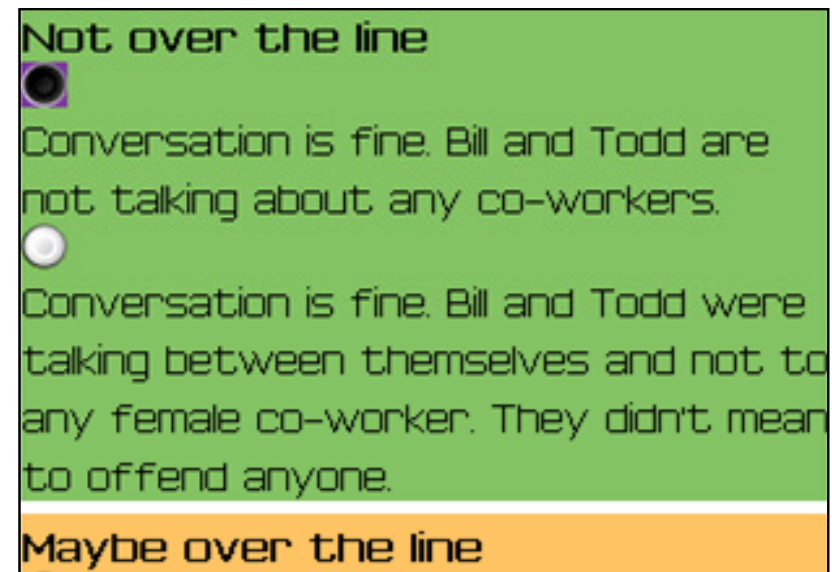 Not over the line
Conversation is fine. Bill and Todd are
not talking about any co-workers.
Conversation is fine. Bill and Todd were
talking between themselves and not to
any female co-worker. They didn't mean
to offend anyone.
Maybe over the line